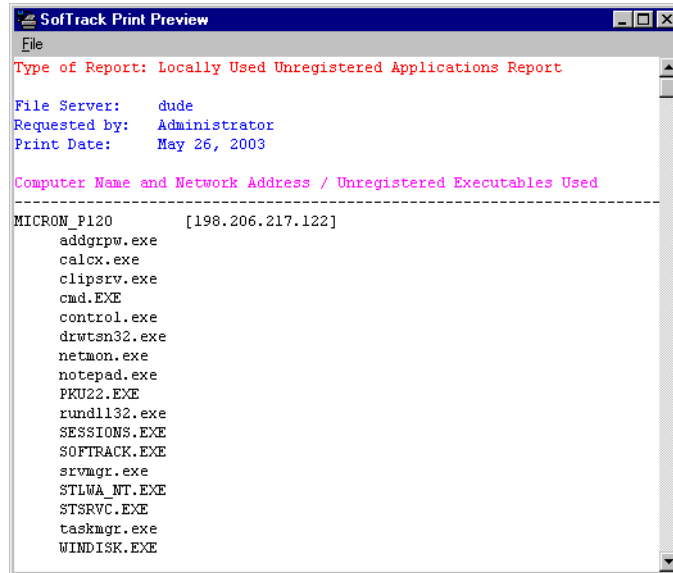 SofTrack Print Preview
File
Type of Report: Locally Used Unregistered Applications Report
File Server: dude
Requested by: Administrator
Print Date: May 26, 2003
Computer Name and Network Address / Unregistered Executables Used
--------------------------------------------------------------------------------
MICRON_P120 [198.206.217.122]
addgrpw.exe
calcx.exe
clipsrv.exe
cmd.EXE
control.exe
drwtsn32.exe
netmon.exe
notepad.exe
PKU22.EXE
rundll32.exe
SESSIONS.EXE
SOFTRACK.EXE
srvmgr.exe
STLWA_NT.EXE
STSRVC.EXE
taskmgr.exe
WINDISK.EXE